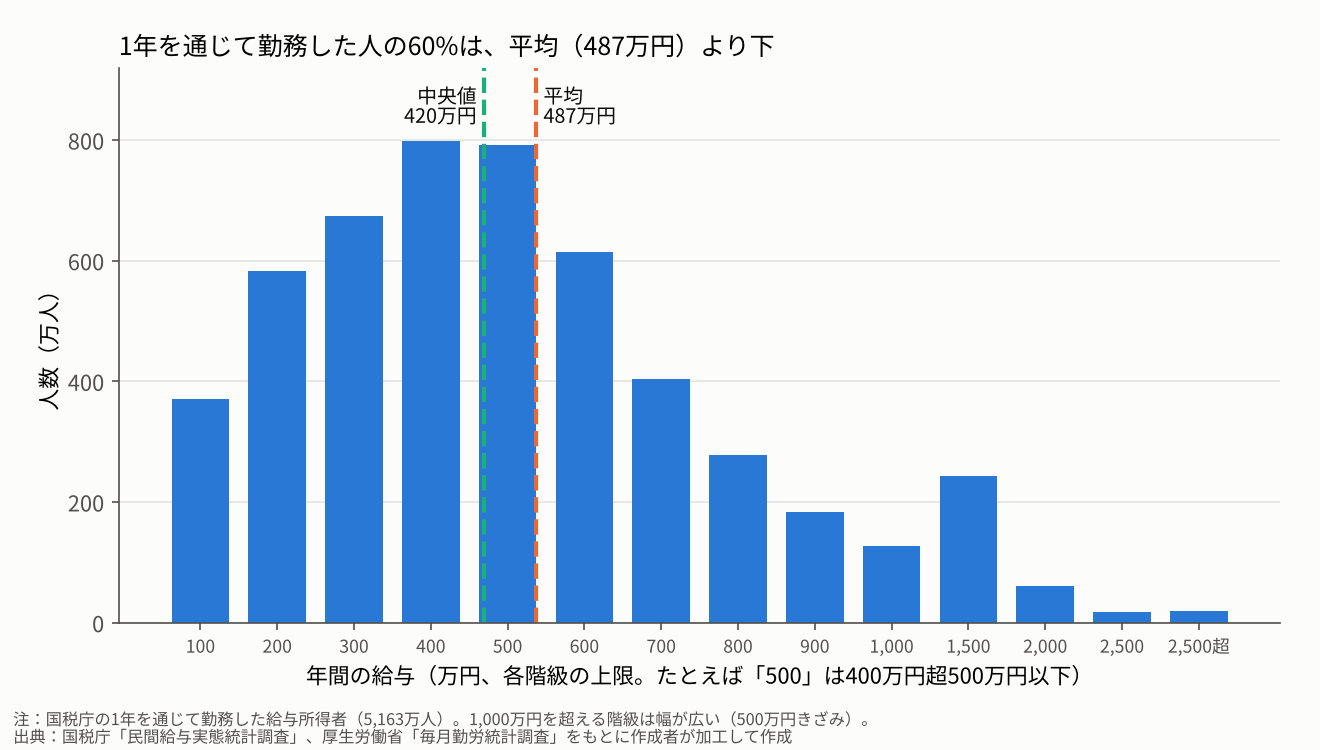 1年を通じて勤務した人の60%は、平均（487万円）より下
中央値
420万円
平均
487万円
人数（万人）
800
600
400
200
0
100 200 300 400 500 600 700 800 900 1,000 1,500 2,000 2,500 2,500超
年間の給与（万円、各階級の上限。たとえば「500」は400万円超500万円以下）
注：国税庁の1年を通じて勤務した給与所得者（5,163万人）。1,000万円を超える階級は幅が広い（500万円きざみ）。
出典：国税庁「民間給与実態統計調査」、厚生労働省「毎月勤労統計調査」をもとに作成者が加工して作成